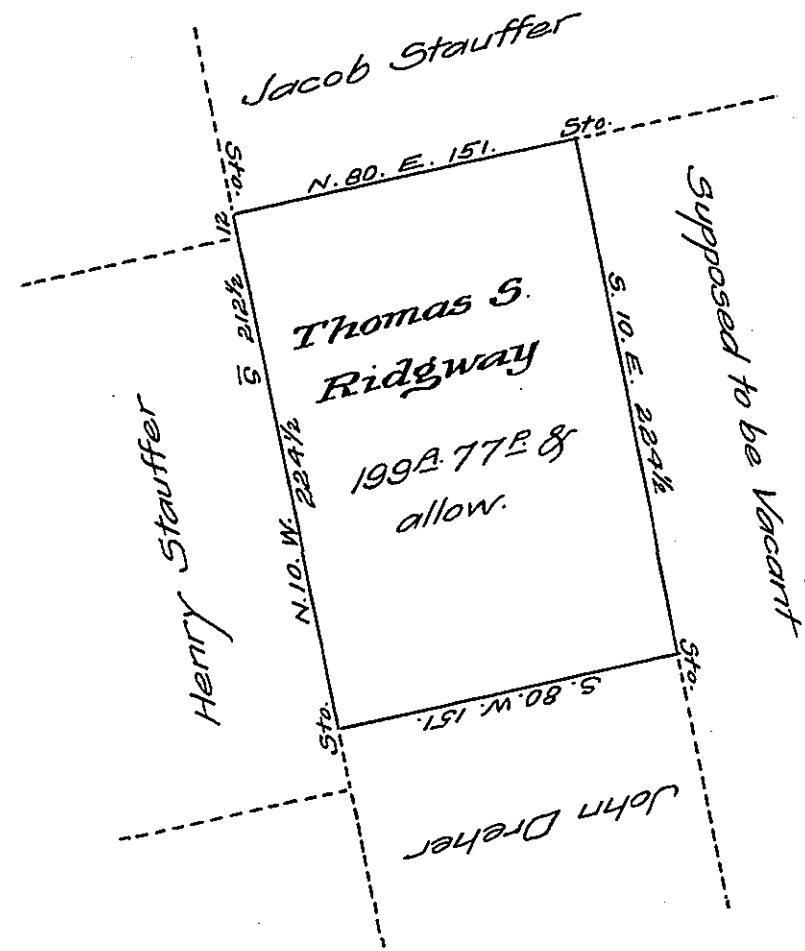 Jacob Stauffer
Sto.
N. 80. E. 151.
Sto.
12
S 212½
N. 10. W. 224½
Henry Stauffer
Thomas S.
Ridgway
199A. 77P. &
allow.
S. 10. E. 224½
Supposed to be Vacant
Sto.
S. 80. W. 151.
Sto.
John Dreher